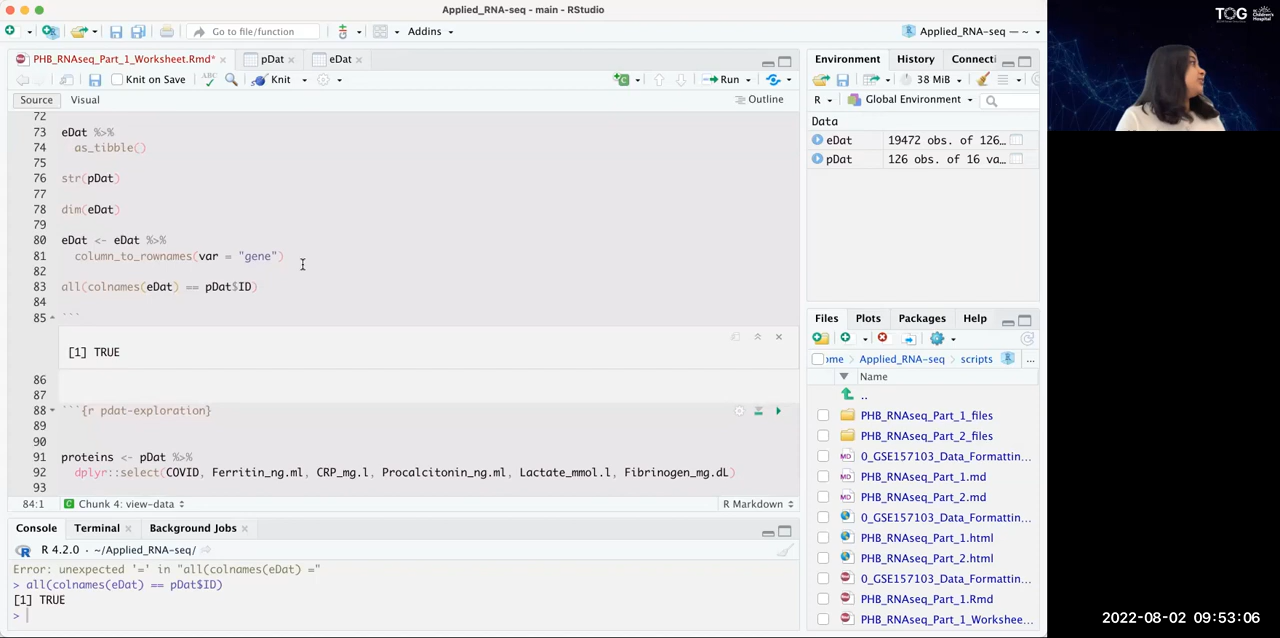 Applied_RNA-seq - main - RStudio
Go to file/function
Addins
Applied_RNA-seq — ~
PHB_RNAseq_Part_1_Worksheet.Rmd*
pDat
eDat
Knit on Save
ABC
Knit
Run
Source
Visual
Outline
72
73 eDat %>%
74 as_tibble()
75
76 str(pDat)
77
78 dim(eDat)
79
80 eDat <- eDat %>%
81 column_to_rownames(var = "gene")
82
83 all(colnames(eDat) == pDat$ID)
84
85 ```
[1] TRUE
86
87
88 ```{r pdat-exploration}
89
90
91 proteins <- pDat %>%
92 dplyr::select(COVID, Ferritin_ng.ml, CRP_mg.l, Procalcitonin_ng.ml, Lactate_mmol.l, Fibrinogen_mg.dL)
93
84:1 Chunk 4: view-data R Markdown
Console Terminal Background Jobs
R 4.2.0 · ~/Applied_RNA-seq/
Error: unexpected '=' in "all(colnames(eDat) ="
> all(colnames(eDat) == pDat$ID)
[1] TRUE
>
Environment History Connecti
38 MiB
R Global Environment
Data
eDat 19472 obs. of 126…
pDat 126 obs. of 16 va…
Files Plots Packages Help
ome Applied_RNA-seq scripts ...
Name
..
PHB_RNAseq_Part_1_files
PHB_RNAseq_Part_2_files
0_GSE157103_Data_Formattin…
PHB_RNAseq_Part_1.md
PHB_RNAseq_Part_2.md
0_GSE157103_Data_Formattin…
PHB_RNAseq_Part_1.html
PHB_RNAseq_Part_2.html
0_GSE157103_Data_Formattin…
PHB_RNAseq_Part_1.Rmd
PHB_RNAseq_Part_1_Workshee…
TOG
BC Children's Hospital
2022-08-02 09:53:06